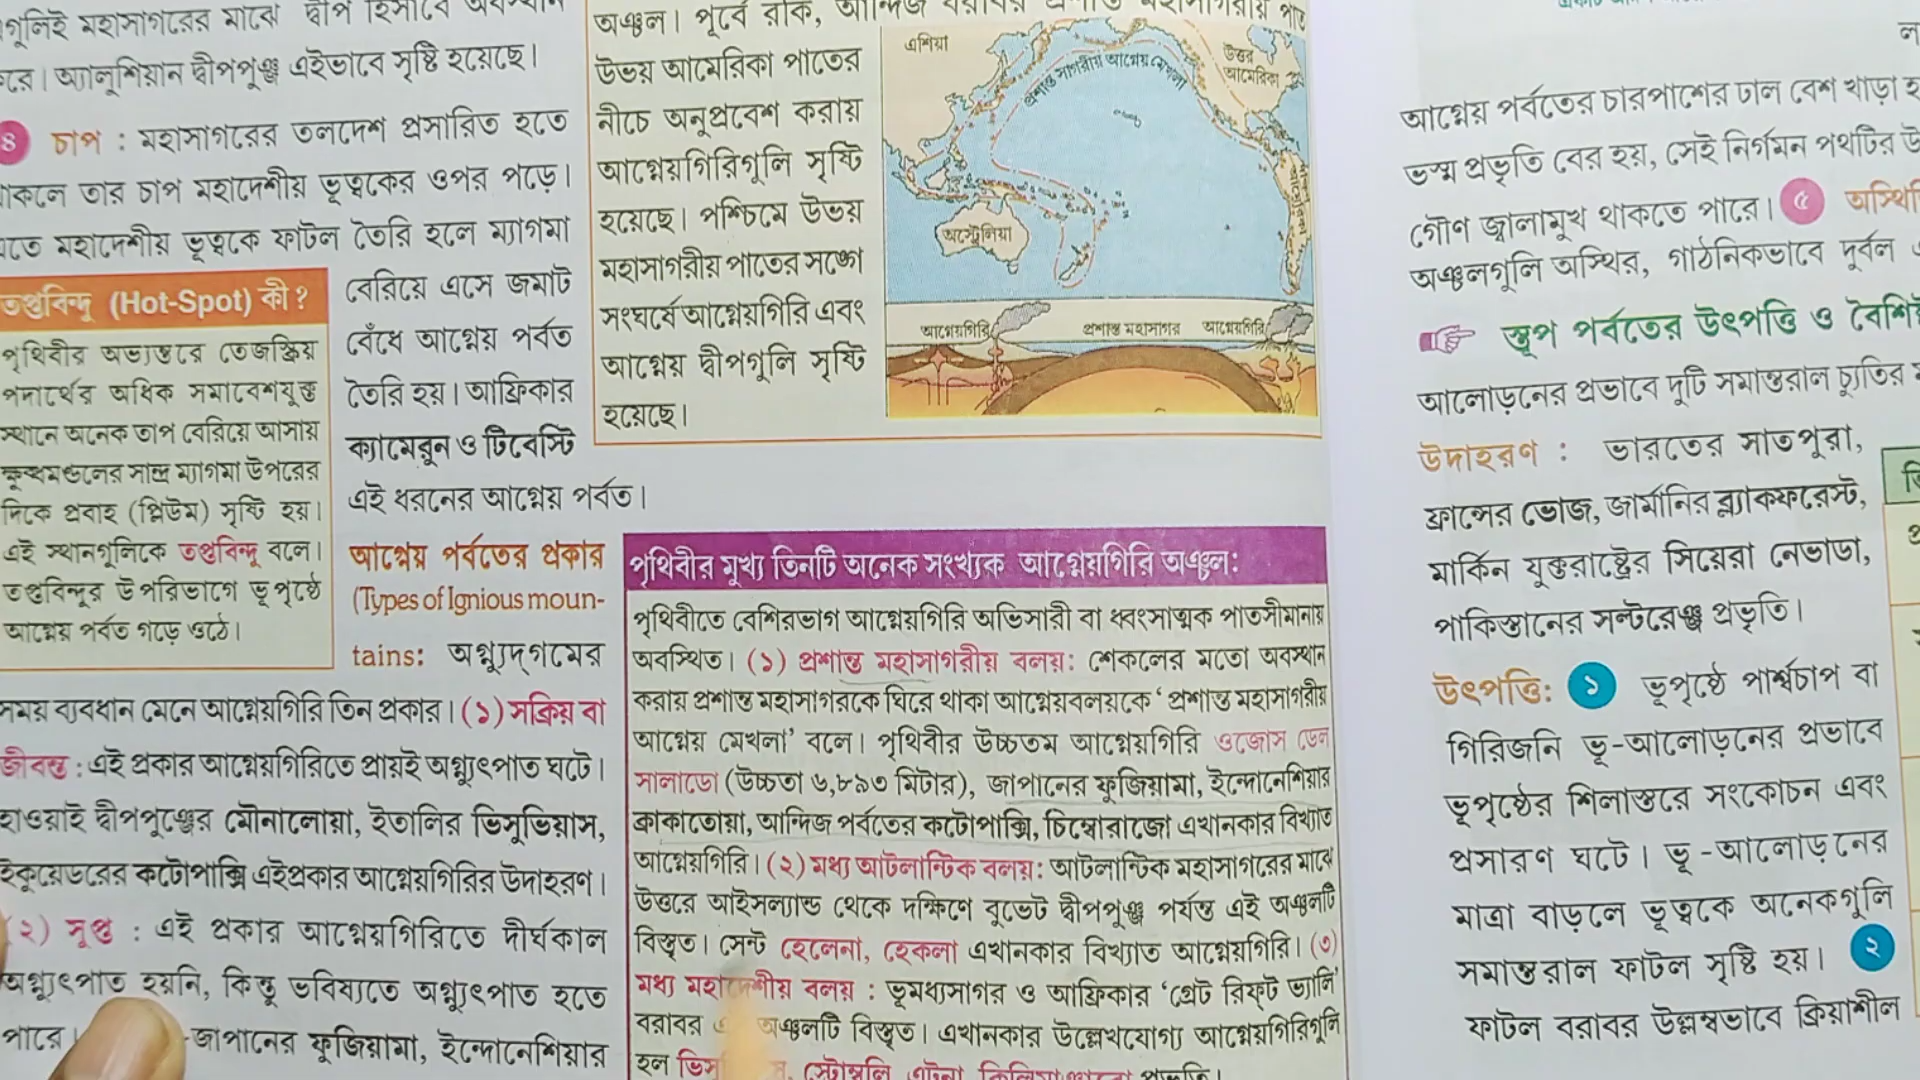 গুলিই মহাসাগরের মাঝে দ্বীপ হিসাবে অবস্থান
করে। অ্যালুশিয়ান দ্বীপপুঞ্জ এইভাবে সৃষ্টি হয়েছে।
৪ চাপ : মহাসাগরের তলদেশ প্রসারিত হতে
থাকলে তার চাপ মহাদেশীয় ভূত্বকের ওপর পড়ে।
এতে মহাদেশীয় ভূত্বকে ফাটল তৈরি হলে ম্যাগমা
বেরিয়ে এসে জমাট
বেঁধে আগ্নেয় পর্বত
তৈরি হয়। আফ্রিকার
ক্যামেরুন ও টিবেস্টি
এই ধরনের আগ্নেয় পর্বত।
তপ্তবিন্দু (Hot-Spot) কী ?
পৃথিবীর অভ্যন্তরে তেজস্ক্রিয়
পদার্থের অধিক সমাবেশযুক্ত
স্থানে অনেক তাপ বেরিয়ে আসায়
ক্ষুব্ধমণ্ডলের সান্দ্র ম্যাগমা উপরের
দিকে প্রবাহ (প্লিউম) সৃষ্টি হয়।
এই স্থানগুলিকে তপ্তবিন্দু বলে।
তপ্তবিন্দুর উপরিভাগে ভূপৃষ্ঠে
আগ্নেয় পর্বত গড়ে ওঠে।
আগ্নেয় পর্বতের প্রকার
(Types of Ignious moun-
tains: অগ্ন্যুদ্‌গমের
সময় ব্যবধান মেনে আগ্নেয়গিরি তিন প্রকার। (১) সক্রিয় বা
জীবন্ত : এই প্রকার আগ্নেয়গিরিতে প্রায়ই অগ্ন্যুৎপাত ঘটে।
হাওয়াই দ্বীপপুঞ্জের মৌনালোয়া, ইতালির ভিসুভিয়াস,
ইকুয়েডরের কটোপাক্সি এইপ্রকার আগ্নেয়গিরির উদাহরণ।
(২) সুপ্ত : এই প্রকার আগ্নেয়গিরিতে দীর্ঘকাল
অগ্ন্যুৎপাত হয়নি, কিন্তু ভবিষ্যতে অগ্ন্যুৎপাত হতে
পারে। -জাপানের ফুজিয়ামা, ইন্দোনেশিয়ার
অঞ্চল। পূর্বে রকি, আন্দিজ বরাবর প্রশান্ত মহাসাগরীয় পাত
উভয় আমেরিকা পাতের
নীচে অনুপ্রবেশ করায়
আগ্নেয়গিরিগুলি সৃষ্টি
হয়েছে। পশ্চিমে উভয়
মহাসাগরীয় পাতের সঙ্গে
সংঘর্ষে আগ্নেয়গিরি এবং
আগ্নেয় দ্বীপগুলি সৃষ্টি
হয়েছে।
এশিয়া
প্রশান্ত সাগরীয় আগ্নেয় মেখলা
উত্তর
আমেরিকা
অস্ট্রেলিয়া
আগ্নেয়গিরি প্রশান্ত মহাসাগর আগ্নেয়গিরি
পৃথিবীর মুখ্য তিনটি অনেক সংখ্যক আগ্নেয়গিরি অঞ্চল:
পৃথিবীতে বেশিরভাগ আগ্নেয়গিরি অভিসারী বা ধ্বংসাত্মক পাতসীমানায়
অবস্থিত। (১) প্রশান্ত মহাসাগরীয় বলয়: শেকলের মতো অবস্থান
করায় প্রশান্ত মহাসাগরকে ঘিরে থাকা আগ্নেয়বলয়কে ‘প্রশান্ত মহাসাগরীয়
আগ্নেয় মেখলা’ বলে। পৃথিবীর উচ্চতম আগ্নেয়গিরি ওজোস ডেল
সালাডো (উচ্চতা ৬,৮৯৩ মিটার), জাপানের ফুজিয়ামা, ইন্দোনেশিয়ার
ক্রাকাতোয়া, আন্দিজ পর্বতের কটোপাক্সি, চিম্বোরাজো এখানকার বিখ্যাত
আগ্নেয়গিরি। (২) মধ্য আটলান্টিক বলয়: আটলান্টিক মহাসাগরের মাঝে
উত্তরে আইসল্যান্ড থেকে দক্ষিণে বুভেট দ্বীপপুঞ্জ পর্যন্ত এই অঞ্চলটি
বিস্তৃত। সেন্ট হেলেনা, হেকলা এখানকার বিখ্যাত আগ্নেয়গিরি। (৩)
মধ্য মহাদেশীয় বলয় : ভূমধ্যসাগর ও আফ্রিকার ‘গ্রেট রিফ্‌ট ভ্যালি’
বরাবর অঞ্চলটি বিস্তৃত। এখানকার উল্লেখযোগ্য আগ্নেয়গিরিগুলি
হল স্ট্রোম্বলি, এটনা, কিলিমাঞ্জারো প্রভৃতি।
আগ্নেয় পর্বতের চারপাশের ঢাল বেশ খাড়া
ভস্ম প্রভৃতি বের হয়, সেই নির্গমন পথটির
গৌণ জ্বালামুখ থাকতে পারে। ৫
অঞ্চলগুলি অস্থির, গাঠনিকভাবে দুর্বল
স্তূপ পর্বতের উৎপত্তি ও
আলোড়নের প্রভাবে দুটি সমান্তরাল চ্যুতির
উদাহরণ : ভারতের সাতপুরা,
ফ্রান্সের ভোজ, জার্মানির ব্ল্যাকফরেস্ট,
মার্কিন যুক্তরাষ্ট্রের সিয়েরা নেভাডা,
পাকিস্তানের সল্টরেঞ্জ প্রভৃতি।
উৎপত্তি: ১ ভূপৃষ্ঠে পার্শ্বচাপ বা
গিরিজনি ভূ-আলোড়নের প্রভাবে
ভূপৃষ্ঠের শিলাস্তরে সংকোচন এবং
প্রসারণ ঘটে। ভূ-আলোড়নের
মাত্রা বাড়লে ভূত্বকে অনেকগুলি
সমান্তরাল ফাটল সৃষ্টি হয়। ২
ফাটল বরাবর উল্লম্বভাবে ক্রিয়াশীল